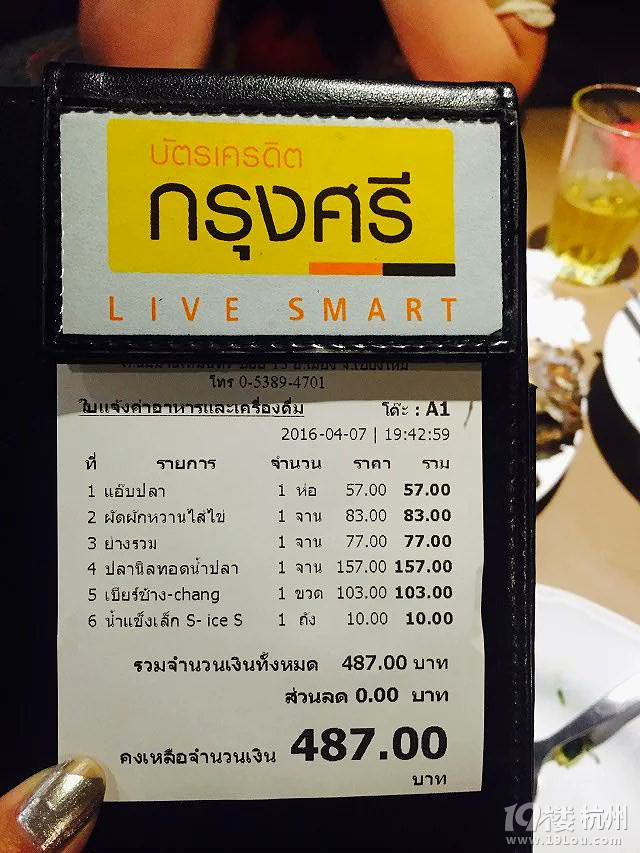 บัตรเครดิต
กรุงศรี
LIVE SMART
โทร 0-5389-4701
ใบแจ้งค่าอาหารและเครื่องดื่ม โต๊ะ : A1
2016-04-07 | 19:42:59
ที่ รายการ จำนวน ราคา รวม
1 แอ๊บปลา 1 ห่อ 57.00 57.00
2 ผัดผักหวานใส่ไข่ 1 จาน 83.00 83.00
3 ย่างรวม 1 จาน 77.00 77.00
4 ปลานิลทอดน้ำปลา 1 จาน 157.00 157.00
5 เบียร์ช้าง-chang 1 ขวด 103.00 103.00
6 น้ำแข็งเล็ก S- ice S 1 ถัง 10.00 10.00
รวมจำนวนเงินทั้งหมด 487.00 บาท
ส่วนลด 0.00 บาท
คงเหลือจำนวนเงิน 487.00
บาท
19楼 杭州
www.19lou.com